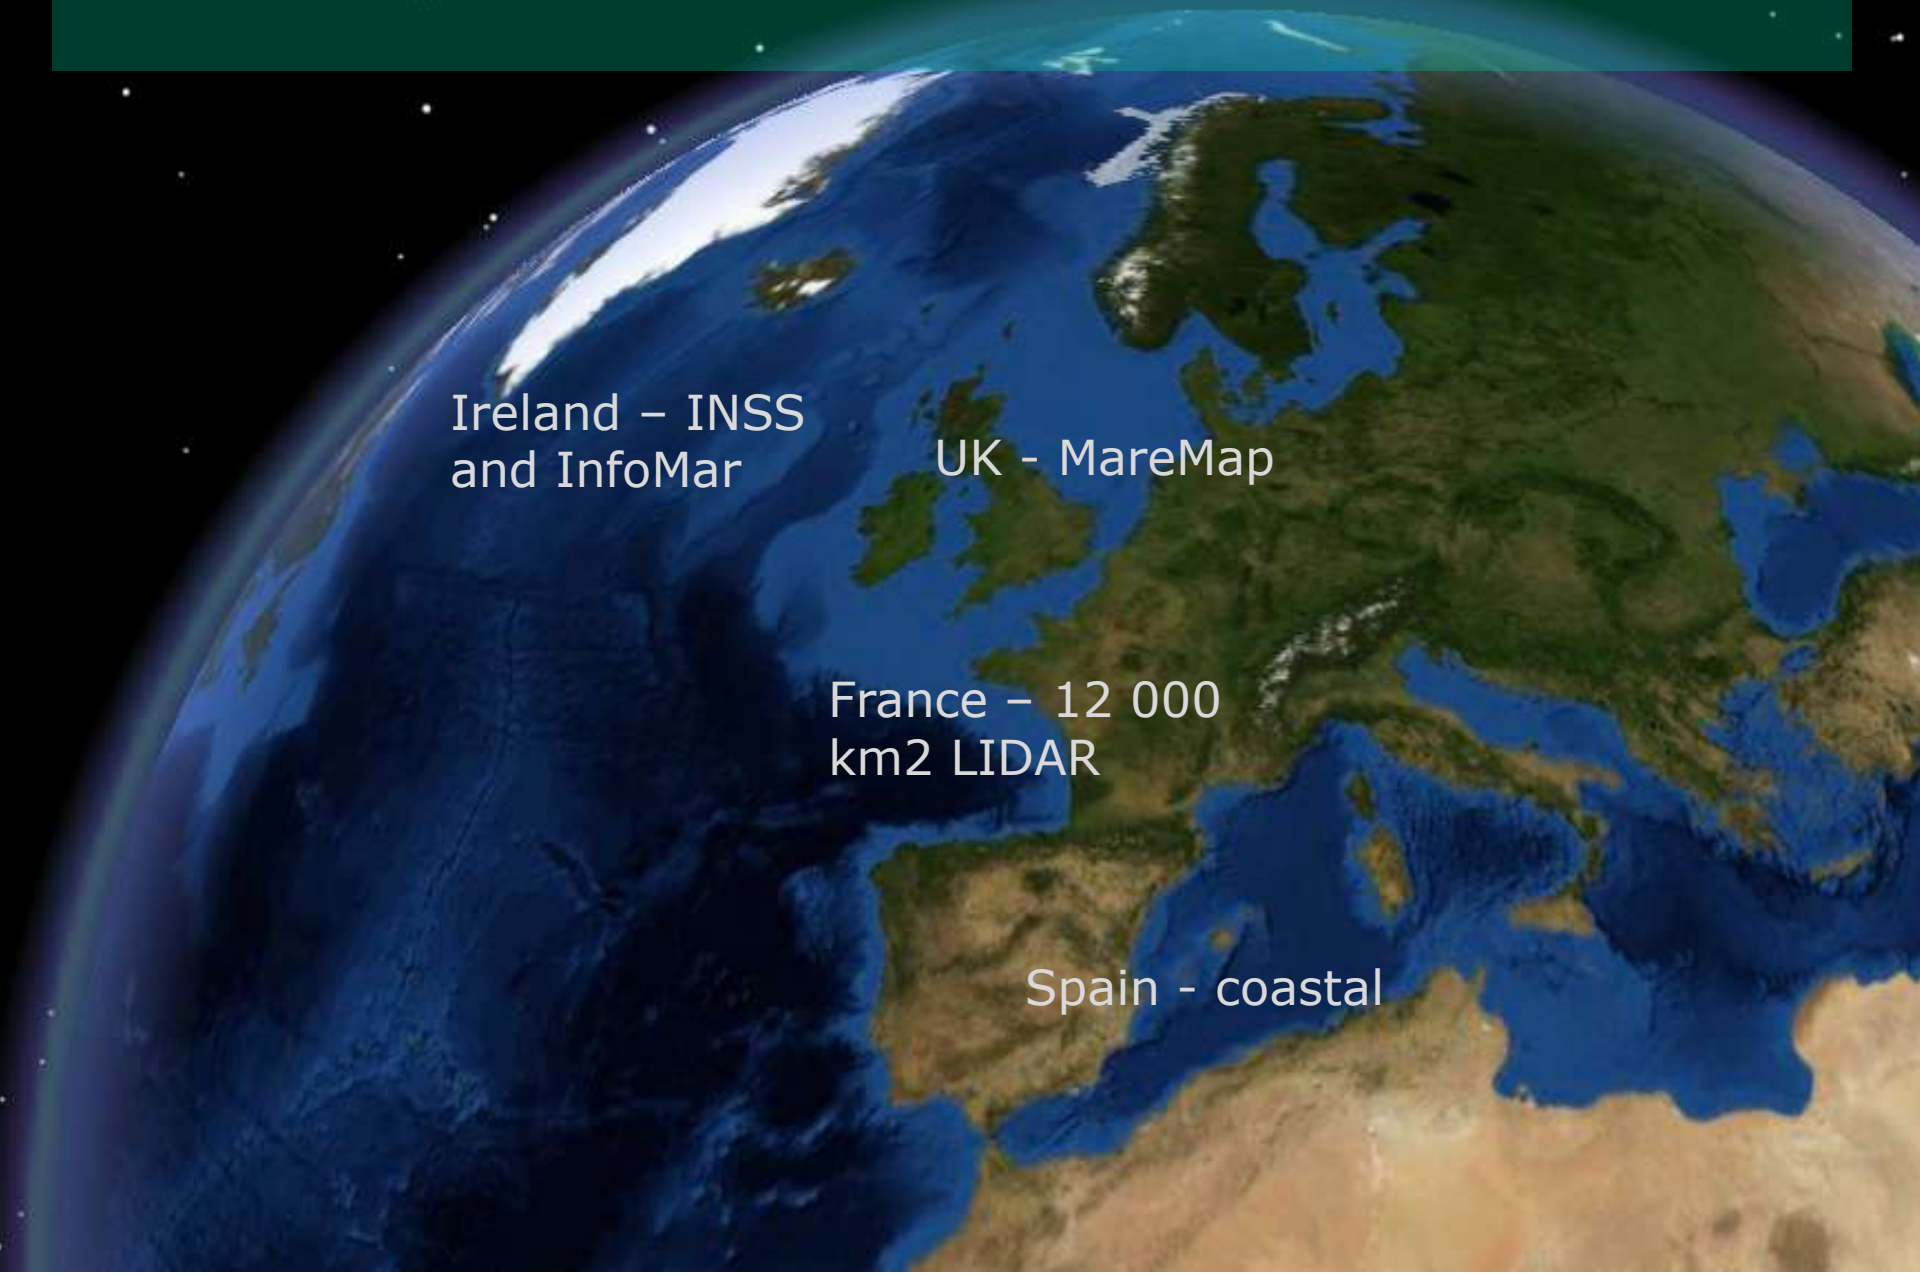 Ireland – INSS
and InfoMar
UK - MareMap
France – 12 000
km2 LIDAR
Spain - coastal